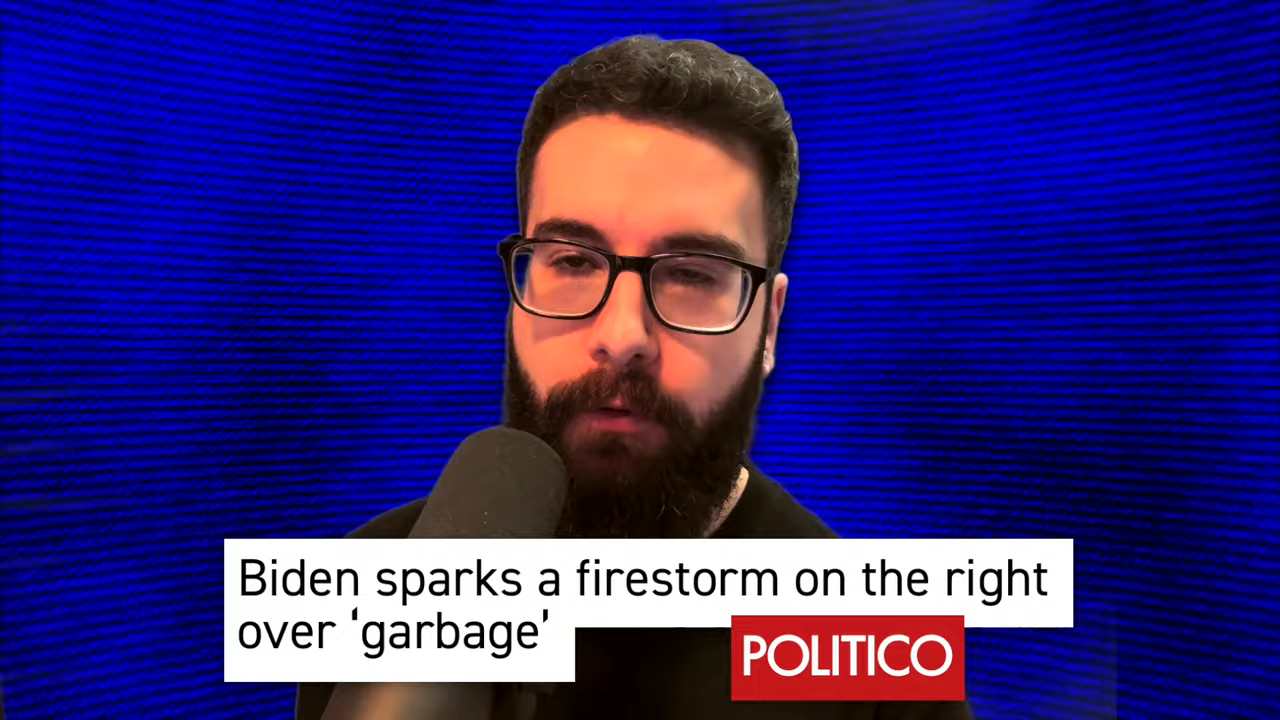 Biden sparks a firestorm on the right
over ‘garbage’
POLITICO